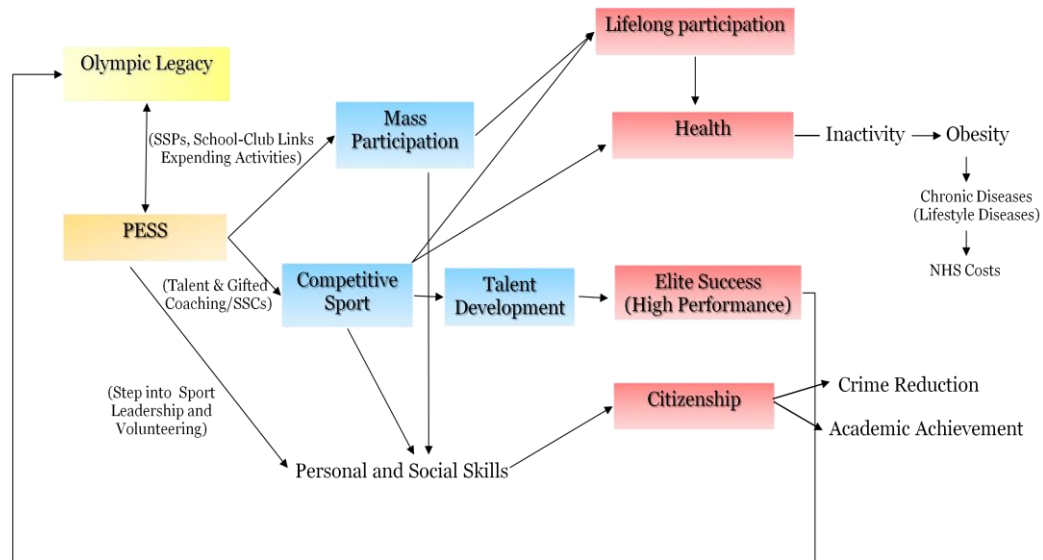 Lifelong participation
Olympic Legacy
Mass
Participation
Health
Inactivity
Obesity
(SSPs, School-Club Links
Expending Activities)
Chronic Diseases
(Lifestyle Diseases)
PESS
NHS Costs
(Talent & Gifted
Coaching/SSCs)
Competitive
Sport
Talent
Development
Elite Success
(High Performance)
(Step into Sport
Leadership and
Volunteering)
Citizenship
Crime Reduction
Academic Achievement
Personal and Social Skills